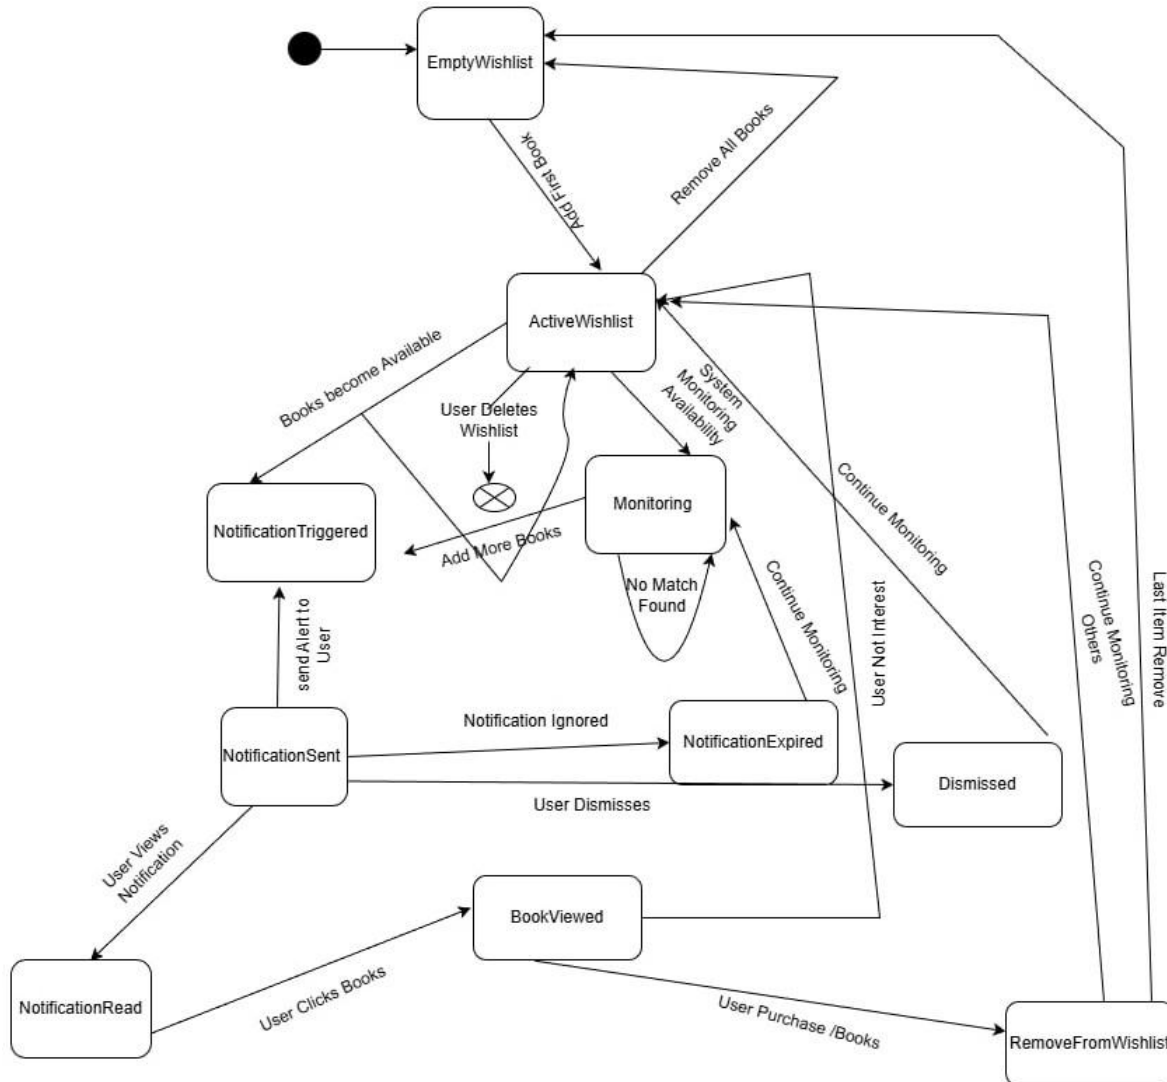 EmptyWishlist
Add First Book
Remove All Books
ActiveWishlist
Books become Available
User Deletes
Wishlist
System
Monitoring
Availability
Monitoring
NotificationTriggered
Add More Books
No Match
Found
Continue Monitoring
Continue Monitoring
User Not Interest
Continue Monitoring
Others
Last Item Remove
send Alert to
User
NotificationSent
Notification Ignored
NotificationExpired
User Dismisses
Dismissed
User Views
Notification
BookViewed
NotificationRead
User Clicks Books
User Purchase /Books
RemoveFromWishlist